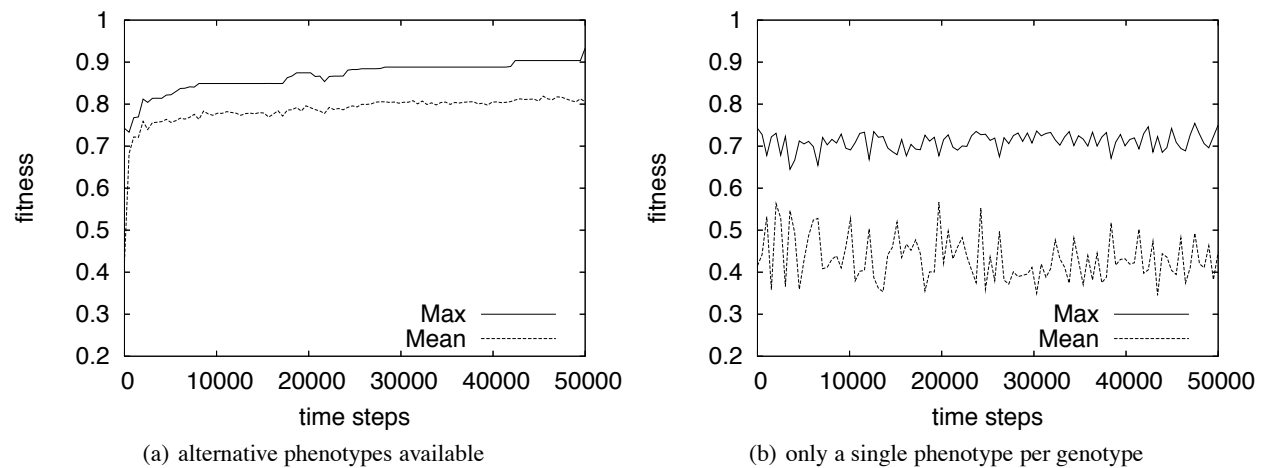 1
0.9
0.8
0.7
0.6
0.5
0.4
0.3
0.2
fitness
Max
Mean
0 10000 20000 30000 40000 50000
time steps
(a) alternative phenotypes available
1
0.9
0.8
0.7
0.6
0.5
0.4
0.3
0.2
fitness
Max
Mean
0 10000 20000 30000 40000 50000
time steps
(b) only a single phenotype per genotype